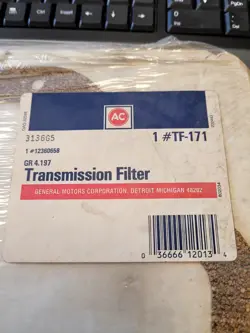 AC
3136G5
1 #TF-171
1 #12360658
GR 4.197
Transmission Filter
GENERAL MOTORS CORPORATION, DETROIT MICHIGAN 48202
0 36666 12013 4